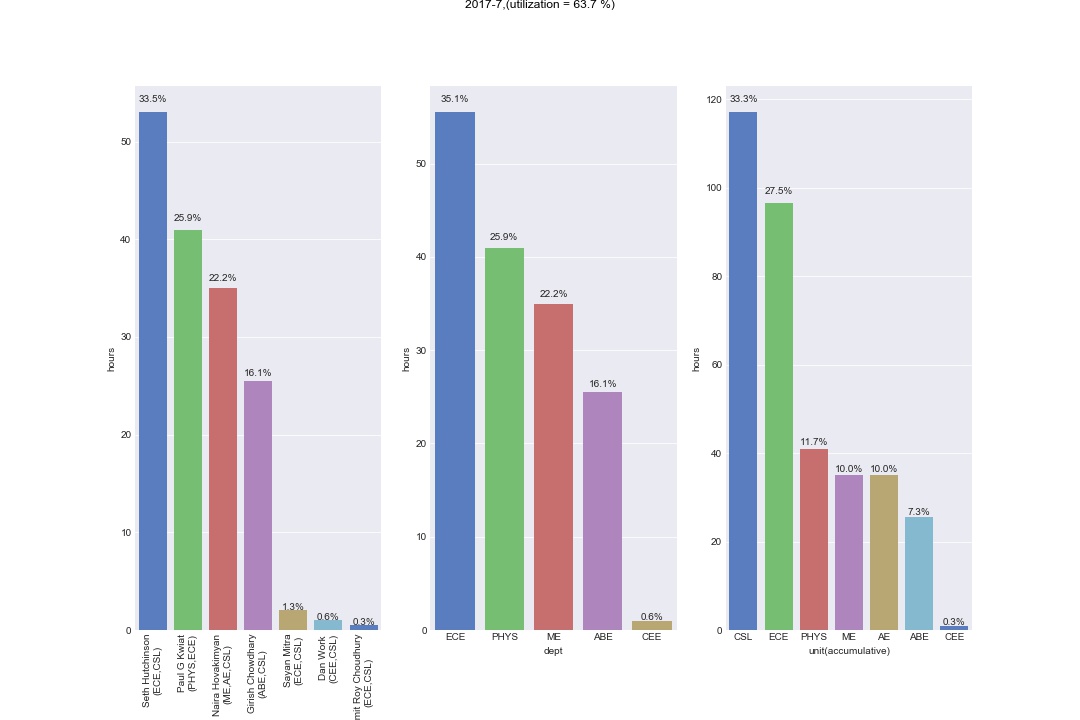 2017-7,(utilization = 63.7 %)
33.5%
25.9%
22.2%
16.1%
1.3%
0.6%
0.3%
50
40
30
20
10
0
hours
Seth Hutchinson
(ECE,CSL)
Paul G Kwiat
(PHYS,ECE)
Naira Hovakimyan
(ME,AE,CSL)
Girish Chowdhary
(ABE,CSL)
Sayan Mitra
(ECE,CSL)
Dan Work
(CEE,CSL)
mit Roy Choudhury
(ECE,CSL)
35.1%
25.9%
22.2%
16.1%
0.6%
50
40
30
20
10
0
hours
ECE PHYS ME ABE CEE
dept
33.3%
27.5%
11.7%
10.0%
10.0%
7.3%
0.3%
120
100
80
60
40
20
0
hours
CSL ECE PHYS ME AE ABE CEE
unit(accumulative)